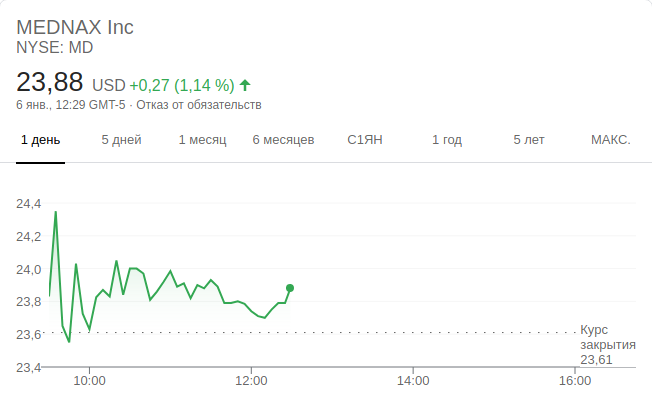 MEDNAX Inc
NYSE: MD
23,88 USD +0,27 (1,14 %)
6 янв., 12:29 GMT-5 · Отказ от обязательств
1 день 5 дней 1 месяц 6 месяцев С1ЯН 1 год 5 лет МАКС.
24,4
24,2
24,0
23,8
23,6
Курс
закрытия
23,61
23,4
10:00 12:00 14:00 16:00